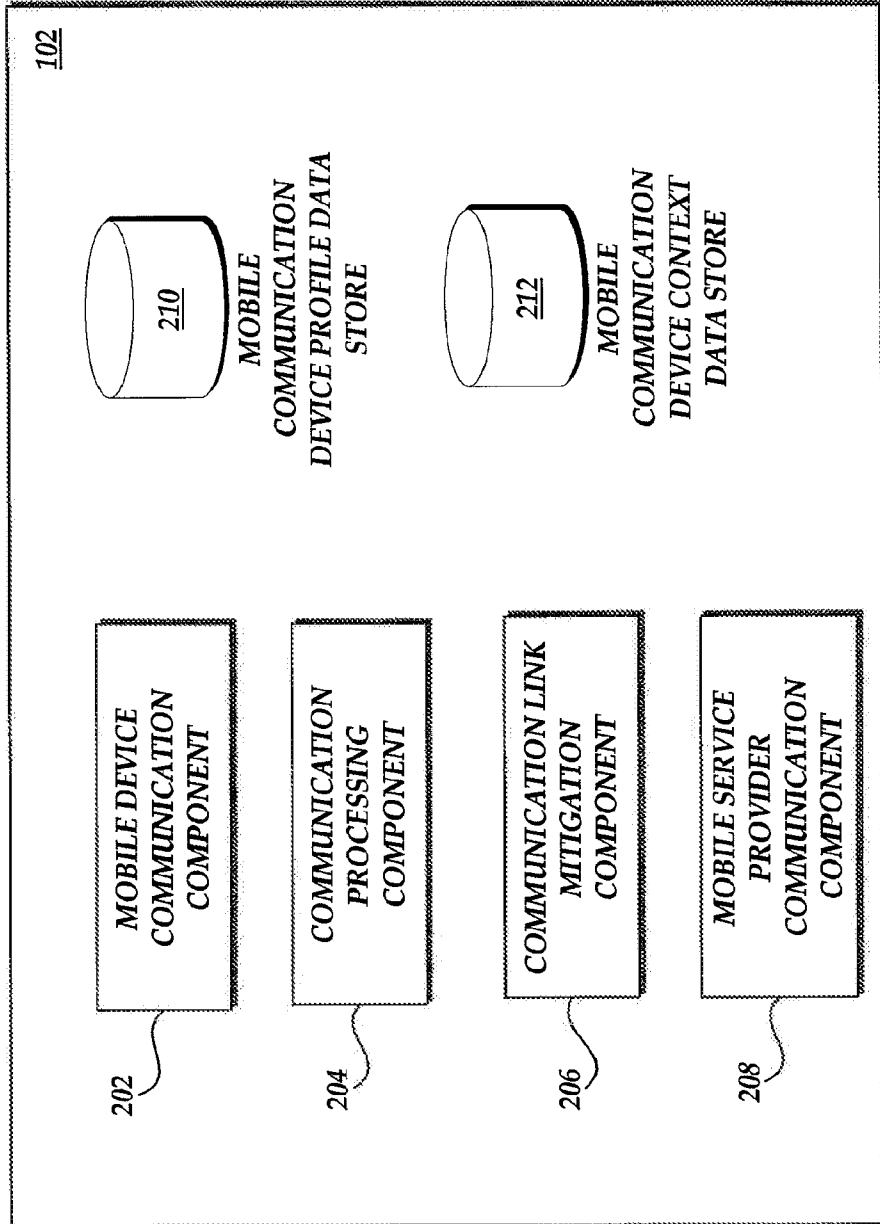 102
202
MOBILE DEVICE
COMMUNICATION
COMPONENT
204
COMMUNICATION
PROCESSING
COMPONENT
206
COMMUNICATION LINK
MITIGATION
COMPONENT
208
MOBILE SERVICE
PROVIDER
COMMUNICATION
COMPONENT
210
MOBILE
COMMUNICATION
DEVICE PROFILE DATA
STORE
212
MOBILE
COMMUNICATION
DEVICE CONTEXT
DATA STORE